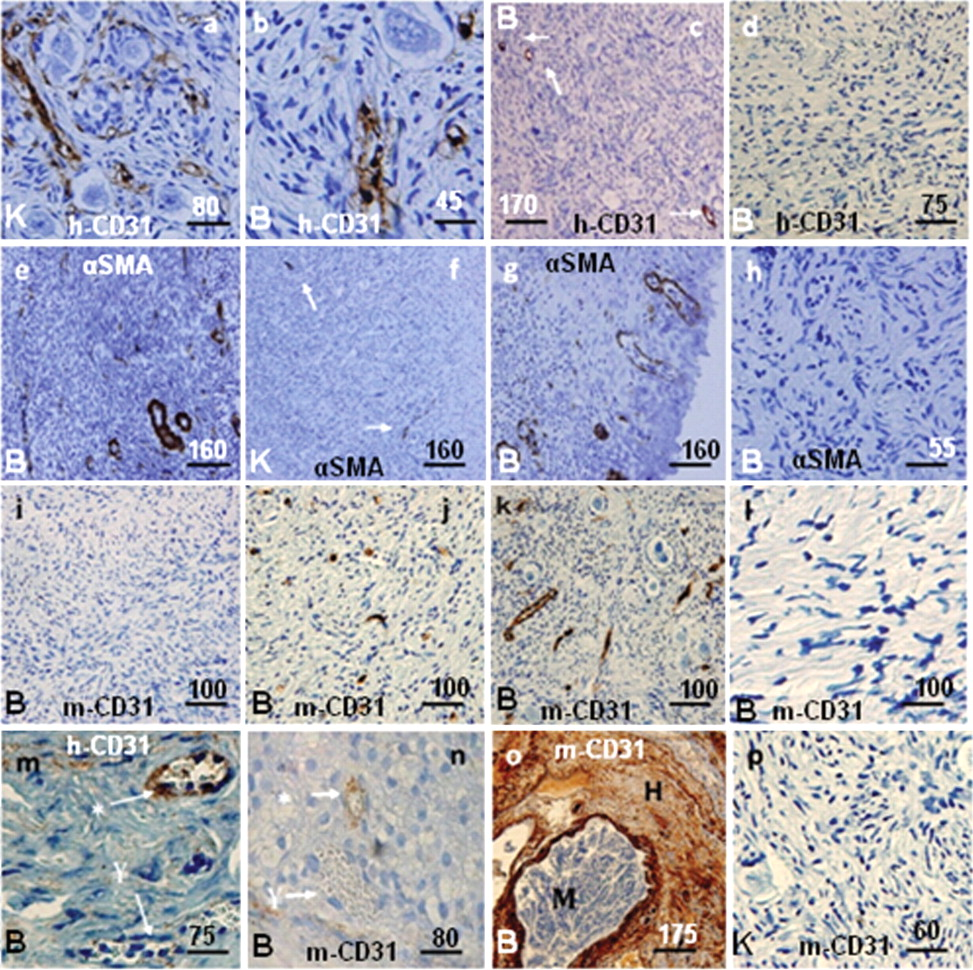 a
K
h-CD31
80
b
B
h-CD31
45
B
c
170
h-CD31
d
B
h-CD31
75
e
αSMA
B
160
f
K
αSMA
160
αSMA
g
B
160
h
B
αSMA
55
i
B
m-CD31
100
j
B
m-CD31
100
k
B
m-CD31
100
l
B
m-CD31
100
h-CD31
m
*
γ
B
75
n
*
γ
B
m-CD31
80
o
m-CD31
H
M
B
175
p
K
m-CD31
60